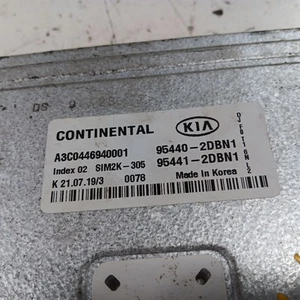 CONTINENTAL KIA
A3C0446940001 95440-2DBN1
Index 02 SIM2K-305 95441-2DBN1
K 21.07.19/3 0078 Made in Korea